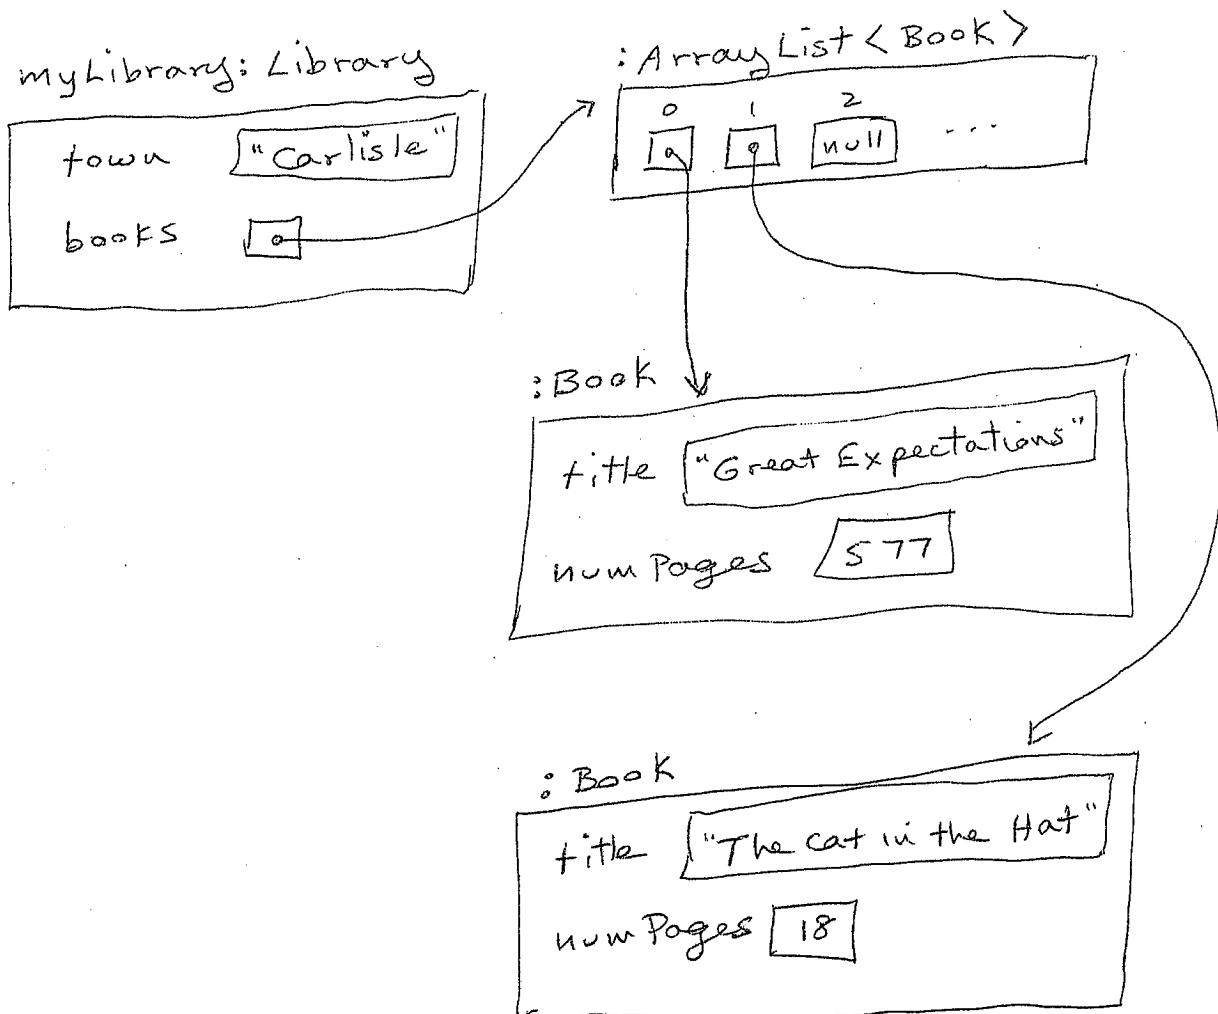 myLibrary: Library
town "Carlisle"
books
:ArrayList<Book>
0 1 2
null ...
:Book
title "Great Expectations"
numPages 577
:Book
title "The Cat in the Hat"
numPages 18